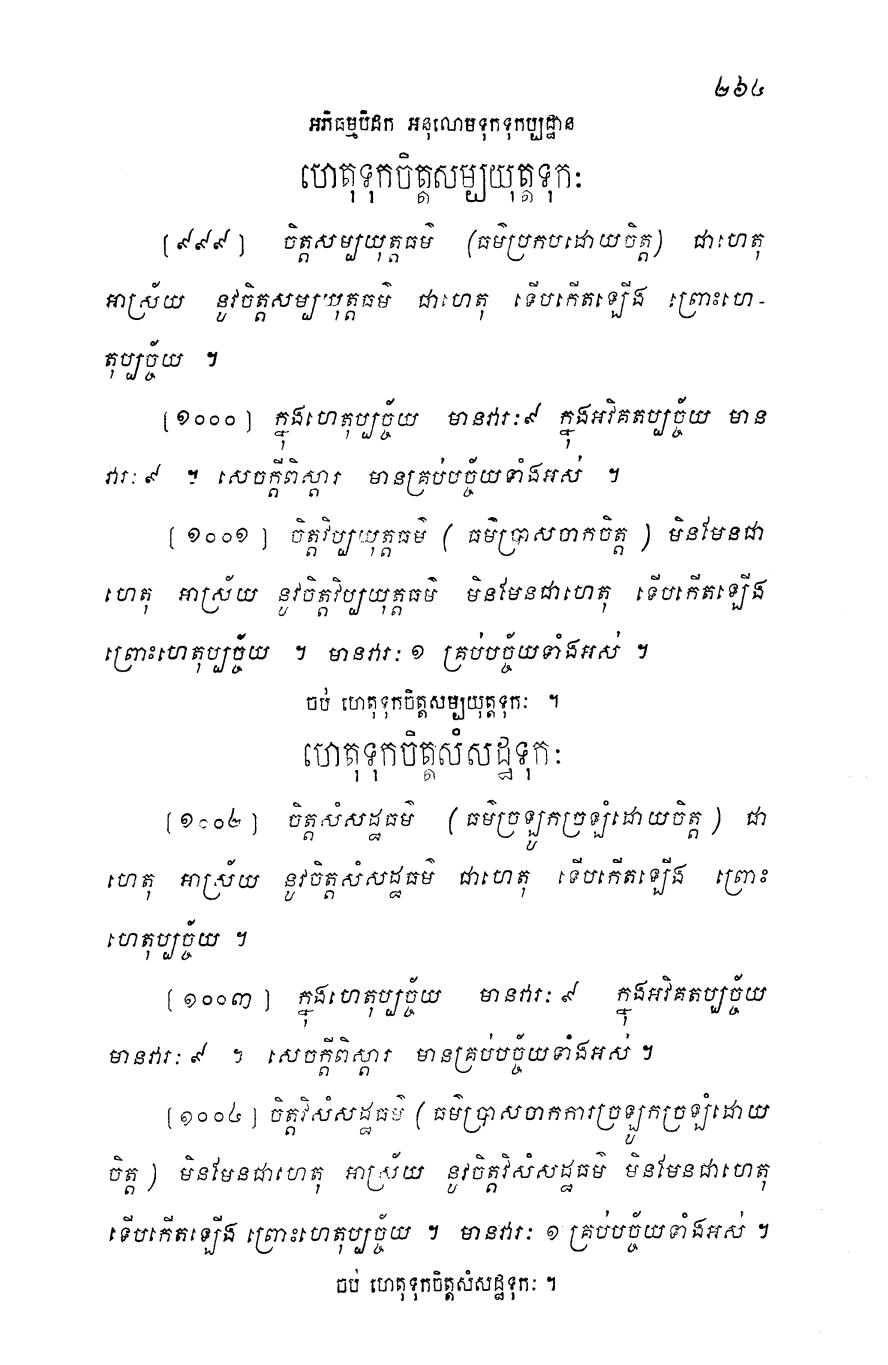 ២៦៤
អភិធម្មបិដក អនុលោមទុកទុកប្បដ្ឋាន
ហេតុទុកចិត្តសម្បយុត្តទុកៈ
[៩៩៩] ចិត្តសម្បយុត្តធម៌ (ធម៌ប្រកបដោយចិត្ត) ជាហេតុ
អាស្រ័យ នូវចិត្តសម្បយុត្តធម៌ ជាហេតុ ទើបកើតឡើង ព្រោះហេ-
តុប្បច្ច័យ ។
[១០០០] ក្នុងហេតុប្បច្ច័យ មានវារៈ៩ ក្នុងអវិគតប្បច្ច័យ មាន
វារៈ៩ ។ សេចក្តីពិស្តារ មានគ្រប់បច្ច័យទាំងអស់ ។
[១០០១] ចិត្តវិប្បយុត្តធម៌ (ធម៌ប្រាសចាកចិត្ត) មិនមែនជា
ហេតុ អាស្រ័យ នូវចិត្តវិប្បយុត្តធម៌ មិនមែនជាហេតុ ទើបកើតឡើង
ព្រោះហេតុប្បច្ច័យ ។ មានវារៈ ១ គ្រប់បច្ច័យទាំងអស់ ។
ចប់ ហេតុទុកចិត្តសម្បយុត្តទុកៈ ។
ហេតុទុកចិត្តសំសដ្ឋទុកៈ
[១០០២] ចិត្តសំសដ្ឋធម៌ (ធម៌ច្រឡូកច្រឡំដោយចិត្ត) ជា
ហេតុ អាស្រ័យ នូវចិត្តសំសដ្ឋធម៌ ជាហេតុ ទើបកើតឡើង ព្រោះ
ហេតុប្បច្ច័យ ។
[១០០៣] ក្នុងហេតុប្បច្ច័យ មានវារៈ ៩ ក្នុងអវិគតប្បច្ច័យ
មានវារៈ ៩ ។ សេចក្តីពិស្តារ មានគ្រប់បច្ច័យទាំងអស់ ។
[១០០៤] ចិត្តវិសំសដ្ឋធម៌ (ធម៌ប្រាសចាកការច្រឡូកច្រឡំដោយ
ចិត្ត) មិនមែនជាហេតុ អាស្រ័យ នូវចិត្តវិសំសដ្ឋធម៌ មិនមែនជាហេតុ
ទើបកើតឡើង ព្រោះហេតុប្បច្ច័យ ។ មានវារៈ ១ គ្រប់បច្ច័យទាំងអស់ ។
ចប់ ហេតុទុកចិត្តសំសដ្ឋទុកៈ ។